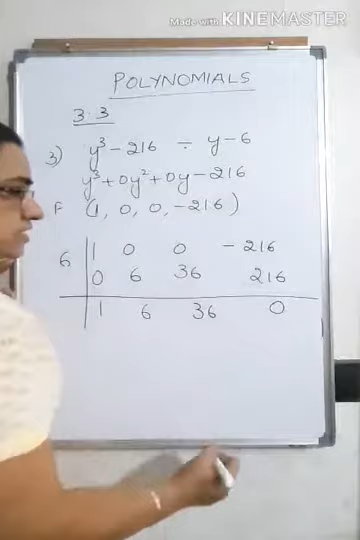 Made with KINEMASTER
POLYNOMIALS
3.3
3) y³ - 216 ÷ y - 6
y³ + 0y² + 0y - 216
F (1, 0, 0, -216)
6 | 1 0 0 - 216
0 6 36 216
1 6 36 0